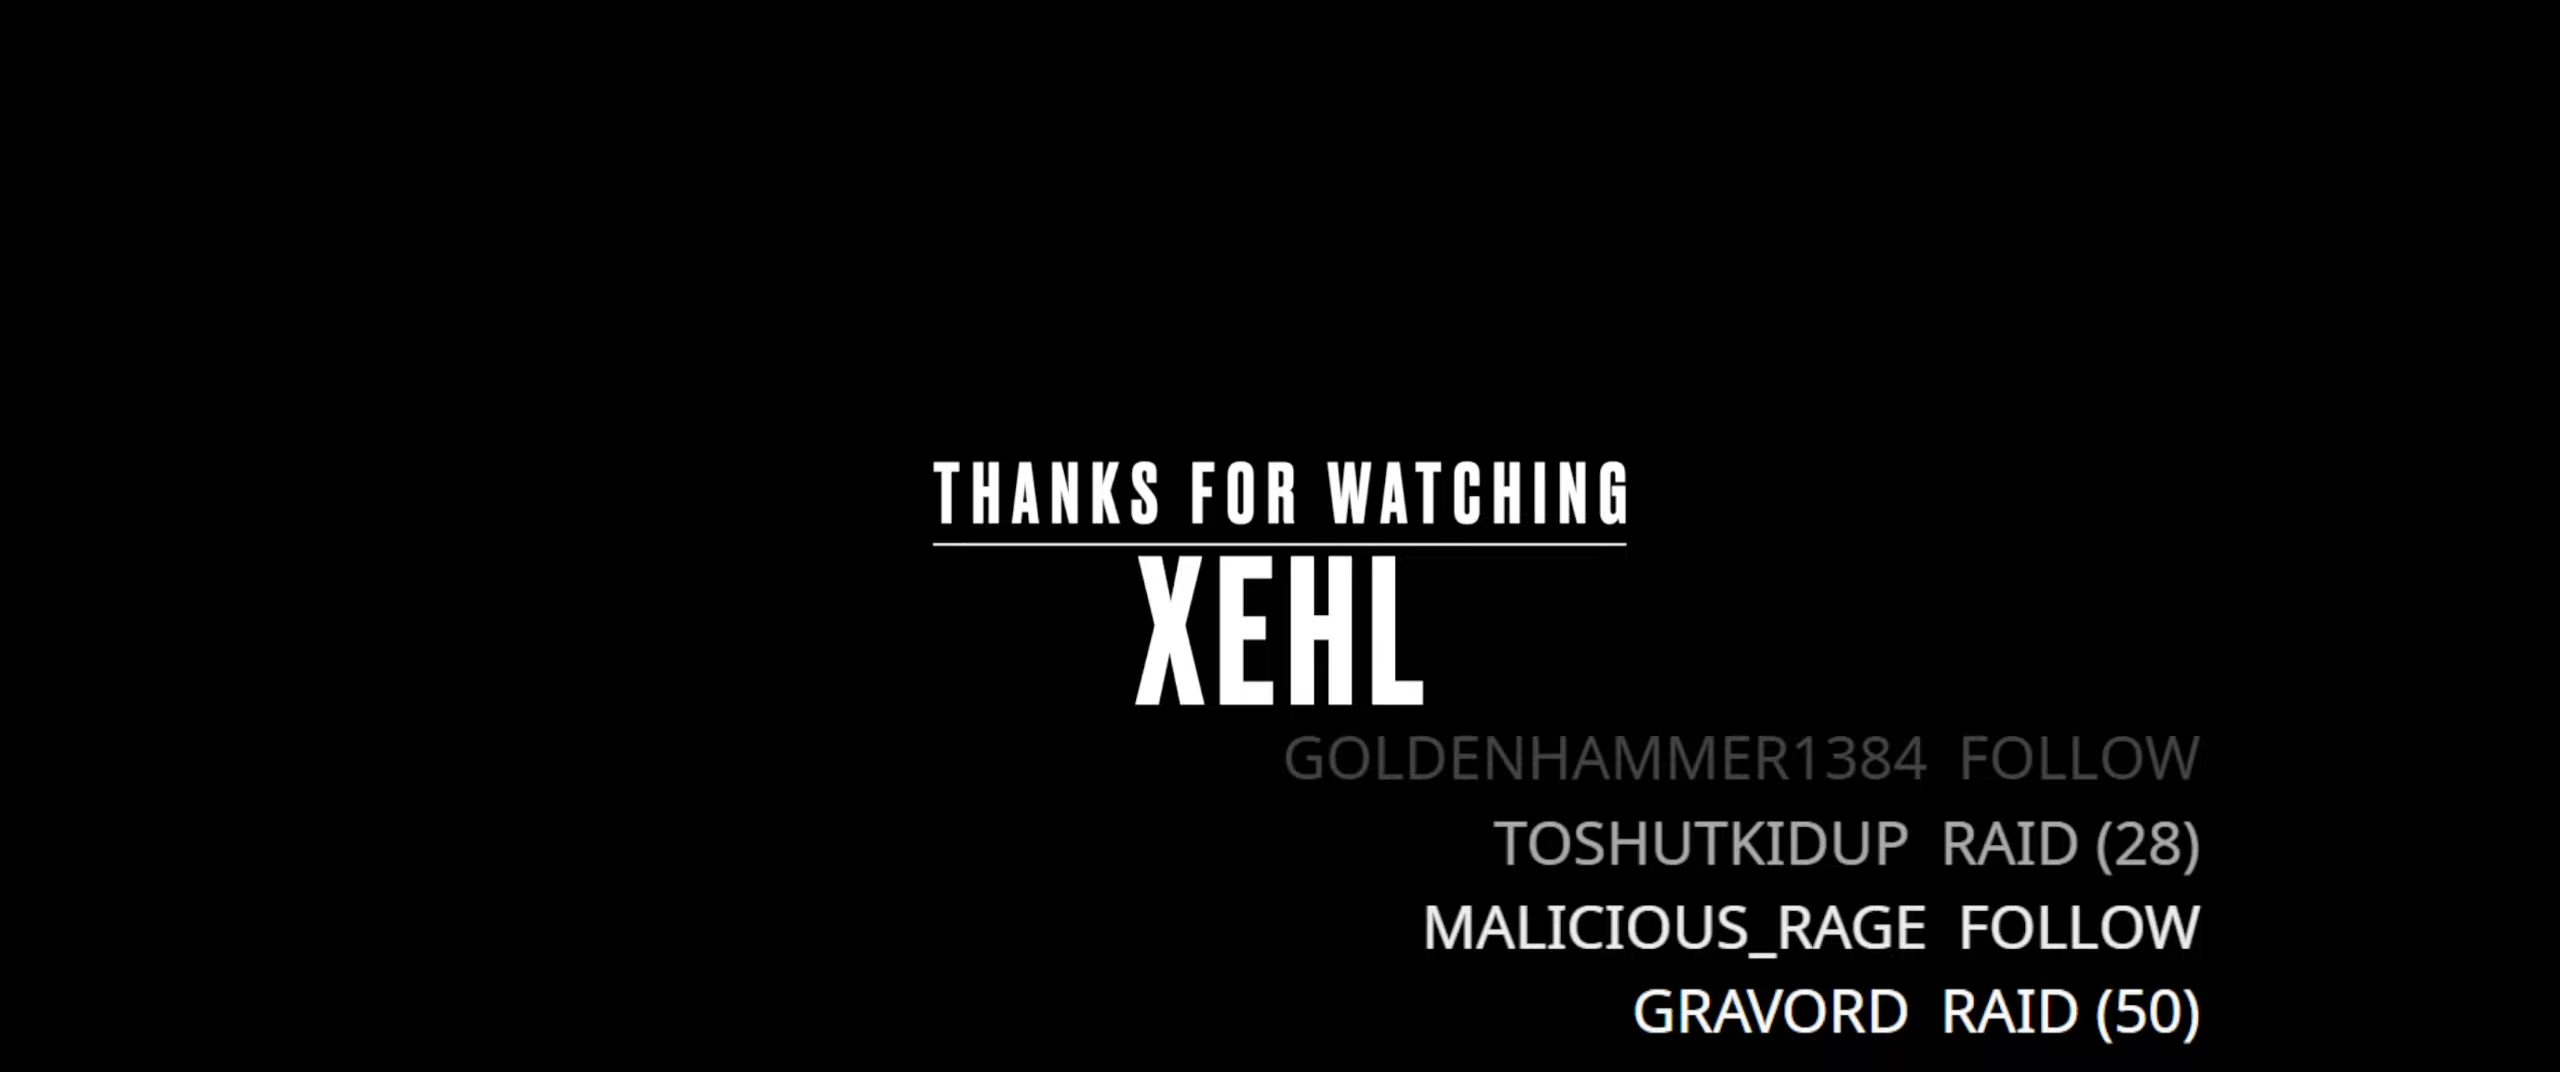 THANKS FOR WATCHING
XEHL
GOLDENHAMMER1384 FOLLOW
TOSHUTKIDUP RAID (28)
MALICIOUS_RAGE FOLLOW
GRAVORD RAID (50)